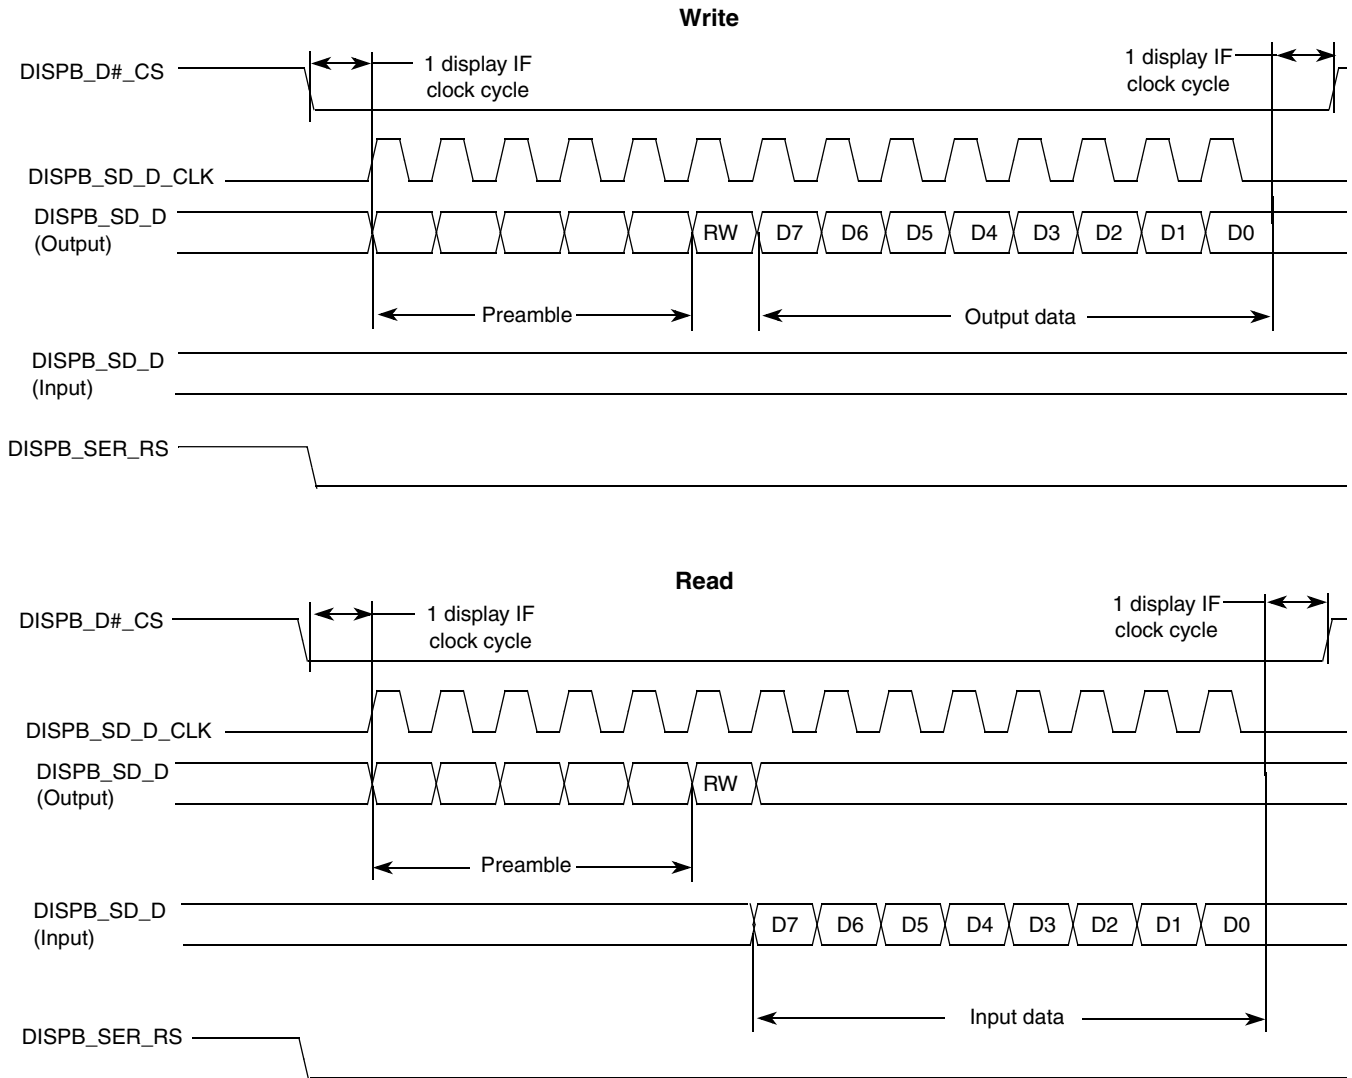 Write
DISPB_D#_CS
1 display IF
clock cycle
1 display IF
clock cycle
DISPB_SD_D_CLK
DISPB_SD_D
(Output)
RW D7 D6 D5 D4 D3 D2 D1 D0
Preamble
Output data
DISPB_SD_D
(Input)
DISPB_SER_RS
Read
DISPB_D#_CS
1 display IF
clock cycle
1 display IF
clock cycle
DISPB_SD_D_CLK
DISPB_SD_D
(Output)
RW
Preamble
DISPB_SD_D
(Input)
D7 D6 D5 D4 D3 D2 D1 D0
Input data
DISPB_SER_RS